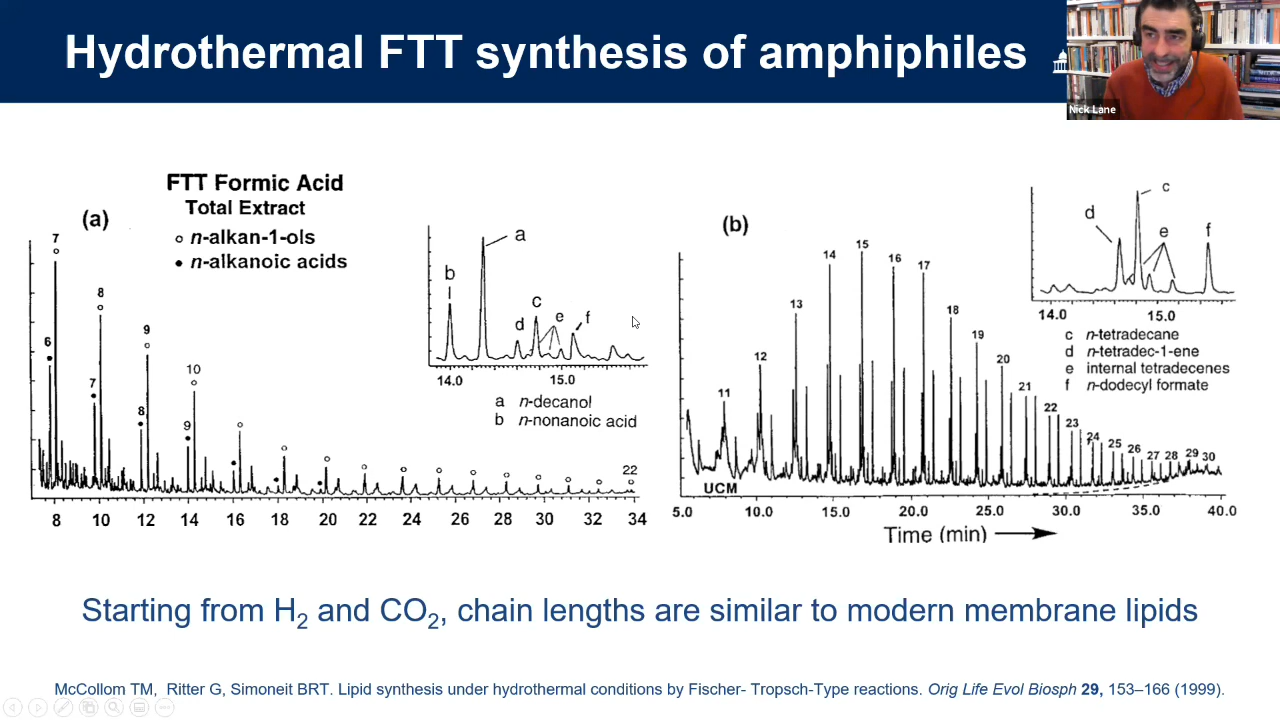 Hydrothermal FTT synthesis of amphiphiles
Nick Lane
FTT Formic Acid
Total Extract
○ n-alkan-1-ols
● n-alkanoic acids
(a)
7
8
9
10
6
7
8
9
22
8 10 12 14 16 18 20 22 24 26 28 30 32 34
a
b
c
d
e
f
14.0 15.0
a n-decanol
b n-nonanoic acid
(b)
11 12 13 14 15 16 17 18 19 20 21 22 23 24 25 26 27 28 29 30
UCM
5.0 10.0 15.0 20.0 25.0 30.0 35.0 40.0
Time (min)
c
d
e
f
14.0 15.0
c n-tetradecane
d n-tetradec-1-ene
e internal tetradecenes
f n-dodecyl formate
Starting from H₂ and CO₂, chain lengths are similar to modern membrane lipids
McCollom TM, Ritter G, Simoneit BRT. Lipid synthesis under hydrothermal conditions by Fischer- Tropsch-Type reactions. Orig Life Evol Biosph 29, 153–166 (1999).